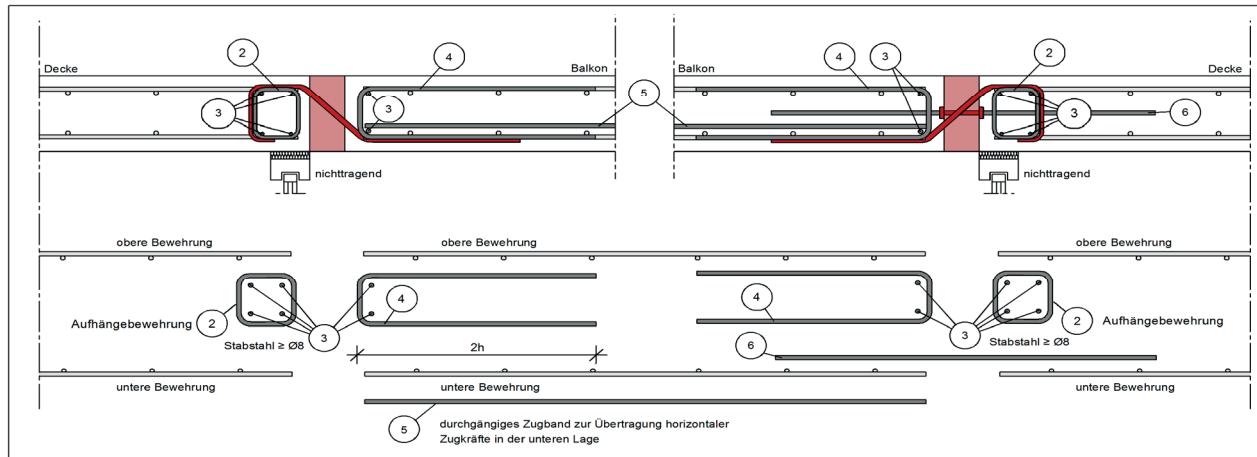 2 4 4 3 2
Decke Balkon Balkon Decke
3 3 5 3 6
nichttragend nichttragend
obere Bewehrung obere Bewehrung obere Bewehrung
2 4 4 2
Aufhängebewehrung Aufhängebewehrung
3 3
Stabstahl ≥ Ø8 Stabstahl ≥ Ø8
2h
6
untere Bewehrung untere Bewehrung untere Bewehrung
5 durchgängiges Zugband zur Übertragung horizontaler
Zugkräfte in der unteren Lage